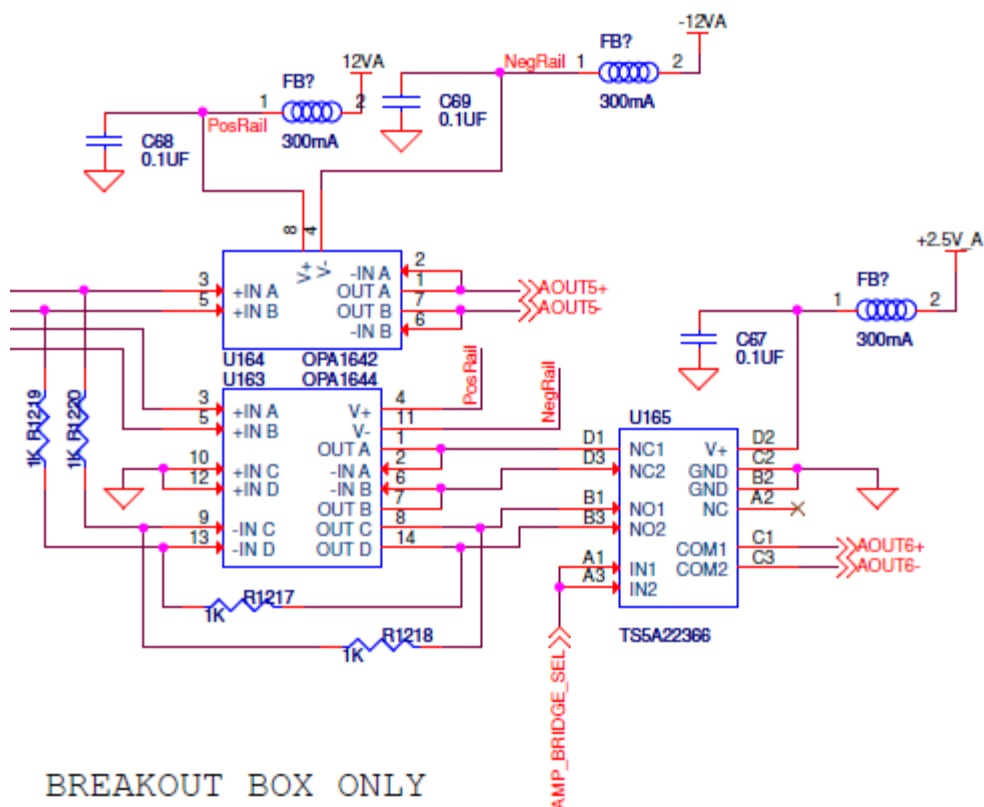 -12VA
FB?
NegRail 1 2
12VA
FB?
300mA
C69
0.1UF
1 2
PosRail
300mA
C68
0.1UF
8 4
V+ V-
+2.5V_A
FB?
1 2
300mA
C67
0.1UF
3 +IN A
5 +IN B
-IN A 2
OUT A 1
OUT B 7
-IN B 6
AOUT5+
AOUT5-
U164 OPA1642
U163 OPA1644
PosRail
NegRail
1K R1219
1K R1220
3 +IN A
5 +IN B
10 +IN C
12 +IN D
9 -IN C
13 -IN D
V+ 4
V- 11
OUT A 1
-IN A 2
-IN B 6
OUT B 7
OUT C 8
OUT D 14
U165
D1 NC1
D3 NC2
B1 NO1
B3 NO2
A1 IN1
A3 IN2
V+ D2
GND C2
GND B2
NC A2
COM1 C1
COM2 C3
AOUT6+
AOUT6-
TS5A22366
R1217
1K
R1218
1K
AMP_BRIDGE_SEL
BREAKOUT BOX ONLY